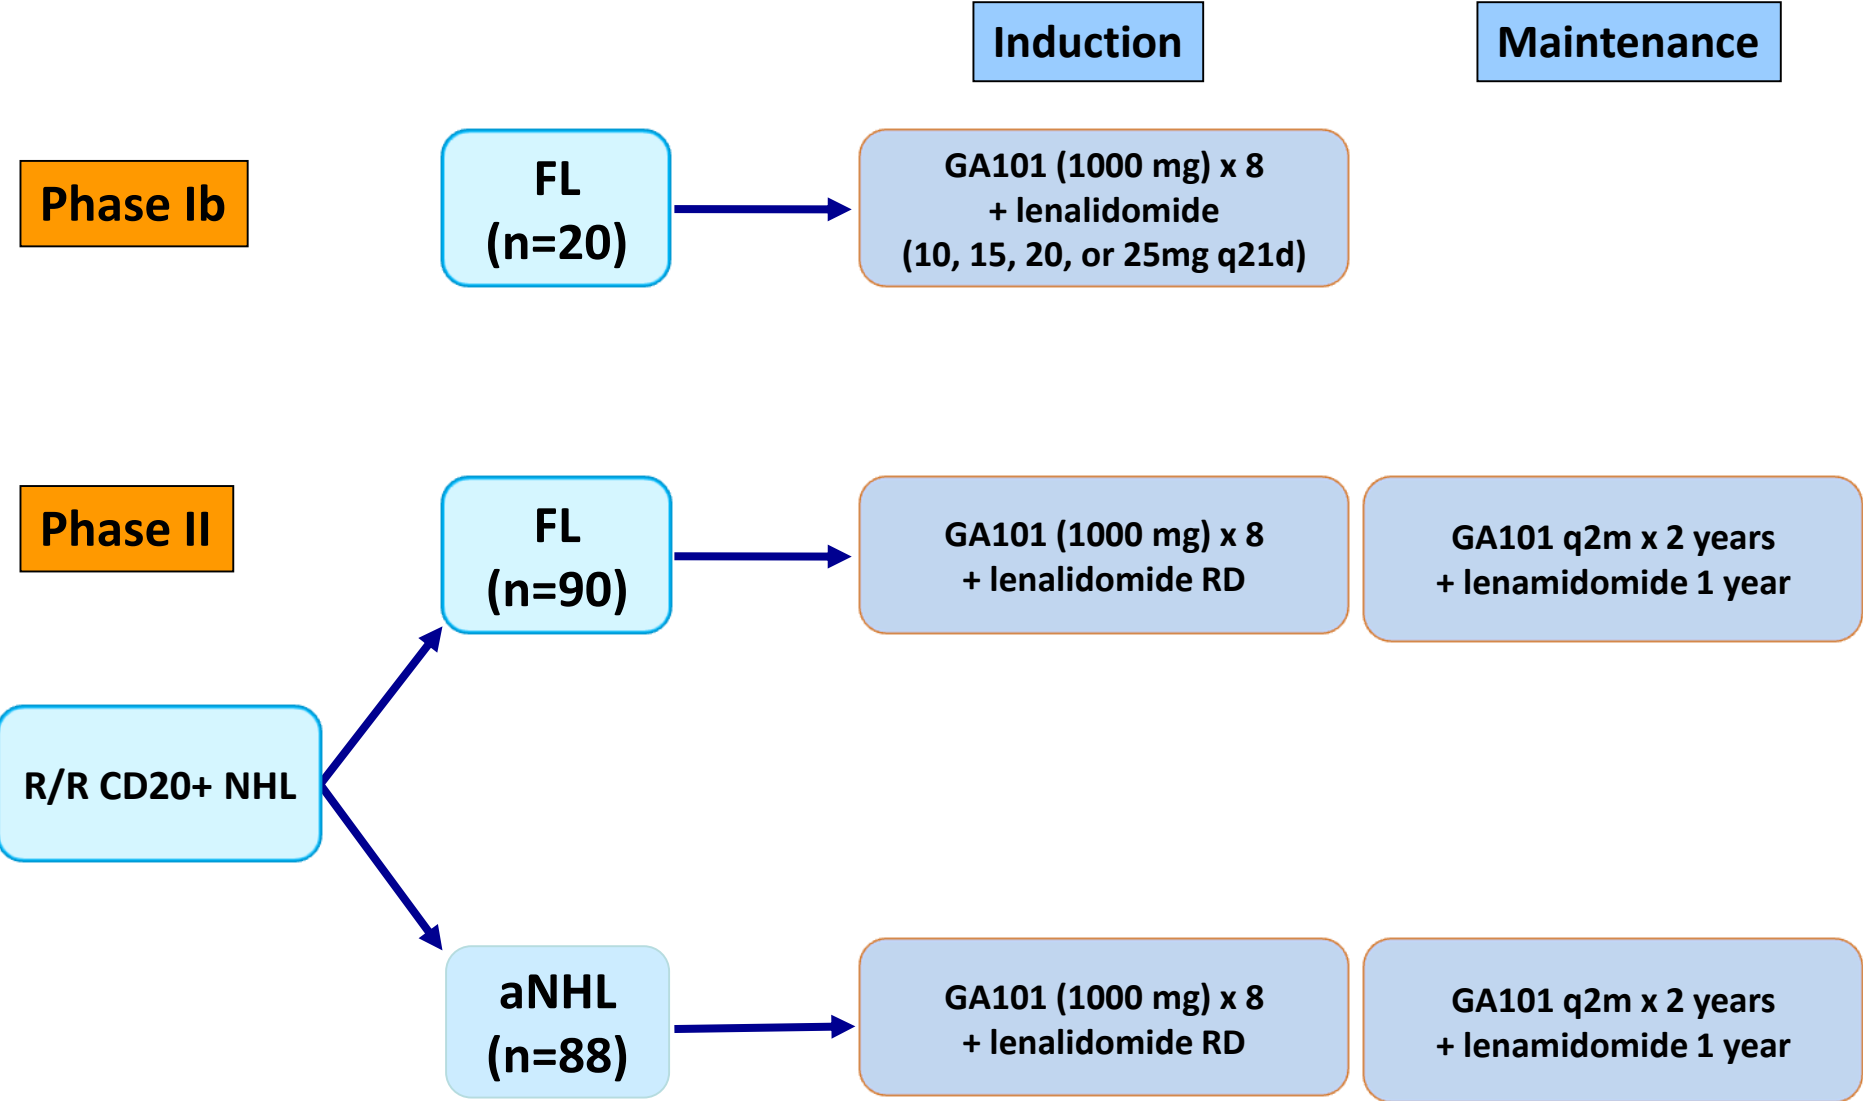 Induction
Maintenance
Phase Ib
FL
(n=20)
GA101 (1000 mg) x 8
+ lenalidomide
(10, 15, 20, or 25mg q21d)
Phase II
FL
(n=90)
GA101 (1000 mg) x 8
+ lenalidomide RD
GA101 q2m x 2 years
+ lenamidomide 1 year
R/R CD20+ NHL
aNHL
(n=88)
GA101 (1000 mg) x 8
+ lenalidomide RD
GA101 q2m x 2 years
+ lenamidomide 1 year